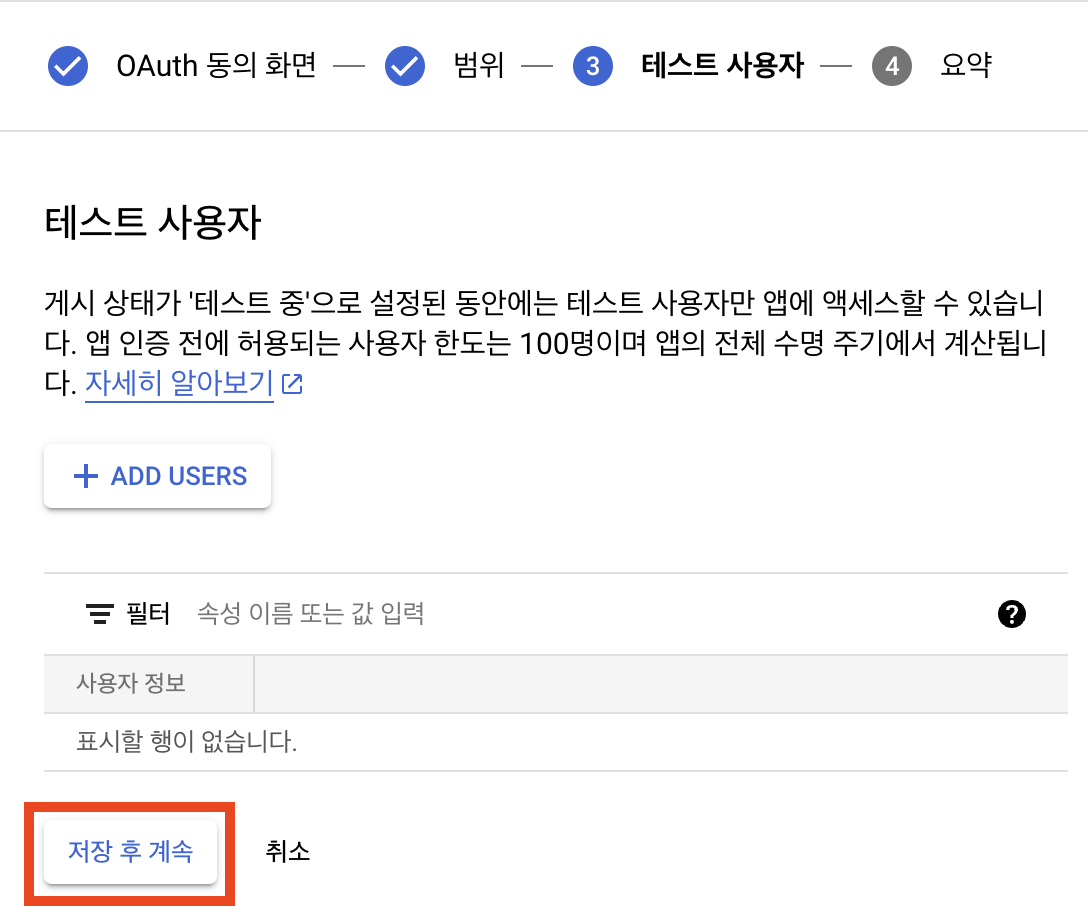 OAuth 동의 화면 — 범위 — 3 테스트 사용자 — 4 요약
테스트 사용자
게시 상태가 '테스트 중'으로 설정된 동안에는 테스트 사용자만 앱에 액세스할 수 있습니
다. 앱 인증 전에 허용되는 사용자 한도는 100명이며 앱의 전체 수명 주기에서 계산됩니
다. 자세히 알아보기
+ ADD USERS
필터 속성 이름 또는 값 입력 ?
사용자 정보
표시할 행이 없습니다.
저장 후 계속 취소